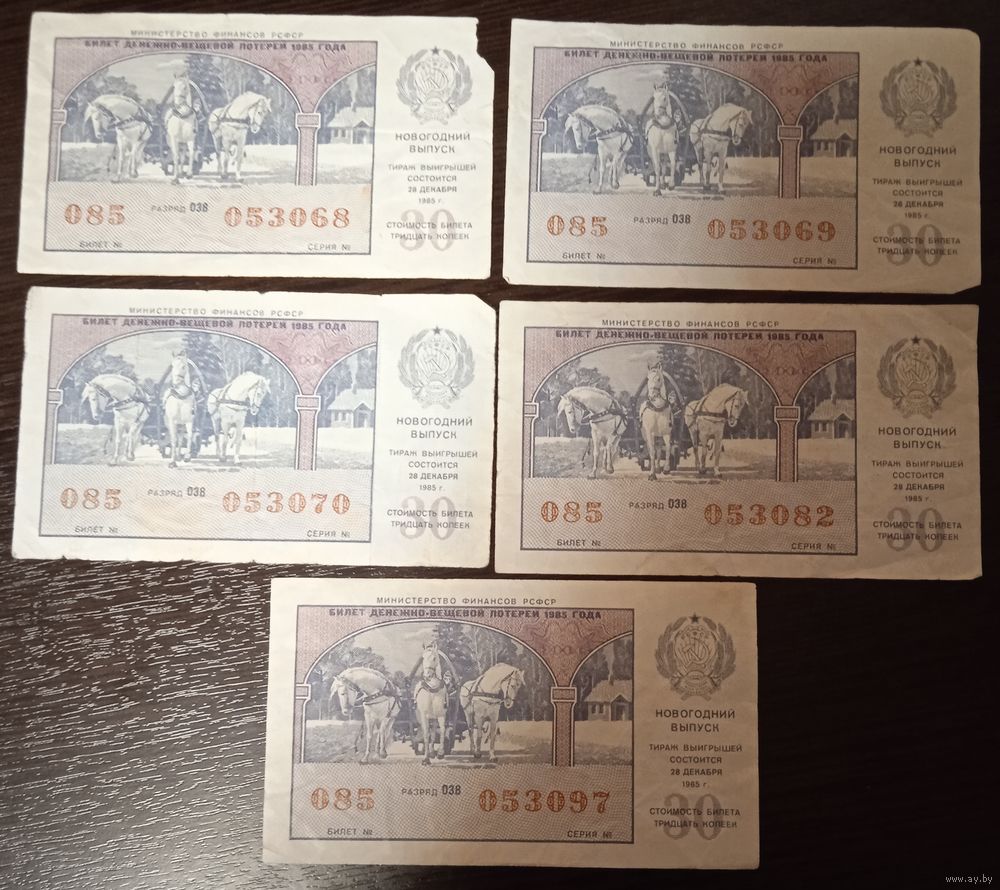 МИНИСТЕРСТВО ФИНАНСОВ РСФСР
БИЛЕТ ДЕНЕЖНО-ВЕЩЕВОЙ ЛОТЕРЕИ 1985 ГОДА
НОВОГОДНИЙ
ВЫПУСК
ТИРАЖ ВЫИГРЫШЕЙ
СОСТОИТСЯ
28 ДЕКАБРЯ
1985 г.
085 РАЗРЯД 038 053068
30
СТОИМОСТЬ БИЛЕТА
ТРИДЦАТЬ КОПЕЕК
БИЛЕТ № СЕРИЯ №
МИНИСТЕРСТВО ФИНАНСОВ РСФСР
БИЛЕТ ДЕНЕЖНО-ВЕЩЕВОЙ ЛОТЕРЕИ 1985 ГОДА
НОВОГОДНИЙ
ВЫПУСК
ТИРАЖ ВЫИГРЫШЕЙ
СОСТОИТСЯ
28 ДЕКАБРЯ
1985 г.
085 РАЗРЯД 038 053069
30
СТОИМОСТЬ БИЛЕТА
ТРИДЦАТЬ КОПЕЕК
БИЛЕТ № СЕРИЯ №
МИНИСТЕРСТВО ФИНАНСОВ РСФСР
БИЛЕТ ДЕНЕЖНО-ВЕЩЕВОЙ ЛОТЕРЕИ 1985 ГОДА
НОВОГОДНИЙ
ВЫПУСК
ТИРАЖ ВЫИГРЫШЕЙ
СОСТОИТСЯ
28 ДЕКАБРЯ
1985 г.
085 РАЗРЯД 038 053070
30
СТОИМОСТЬ БИЛЕТА
ТРИДЦАТЬ КОПЕЕК
БИЛЕТ № СЕРИЯ №
МИНИСТЕРСТВО ФИНАНСОВ РСФСР
БИЛЕТ ДЕНЕЖНО-ВЕЩЕВОЙ ЛОТЕРЕИ 1985 ГОДА
НОВОГОДНИЙ
ВЫПУСК
ТИРАЖ ВЫИГРЫШЕЙ
СОСТОИТСЯ
28 ДЕКАБРЯ
1985 г.
085 РАЗРЯД 038 053082
30
СТОИМОСТЬ БИЛЕТА
ТРИДЦАТЬ КОПЕЕК
БИЛЕТ № СЕРИЯ №
МИНИСТЕРСТВО ФИНАНСОВ РСФСР
БИЛЕТ ДЕНЕЖНО-ВЕЩЕВОЙ ЛОТЕРЕИ 1985 ГОДА
НОВОГОДНИЙ
ВЫПУСК
ТИРАЖ ВЫИГРЫШЕЙ
СОСТОИТСЯ
28 ДЕКАБРЯ
1985 г.
085 РАЗРЯД 038 053097
30
СТОИМОСТЬ БИЛЕТА
ТРИДЦАТЬ КОПЕЕК
БИЛЕТ № СЕРИЯ №
www.ay.by